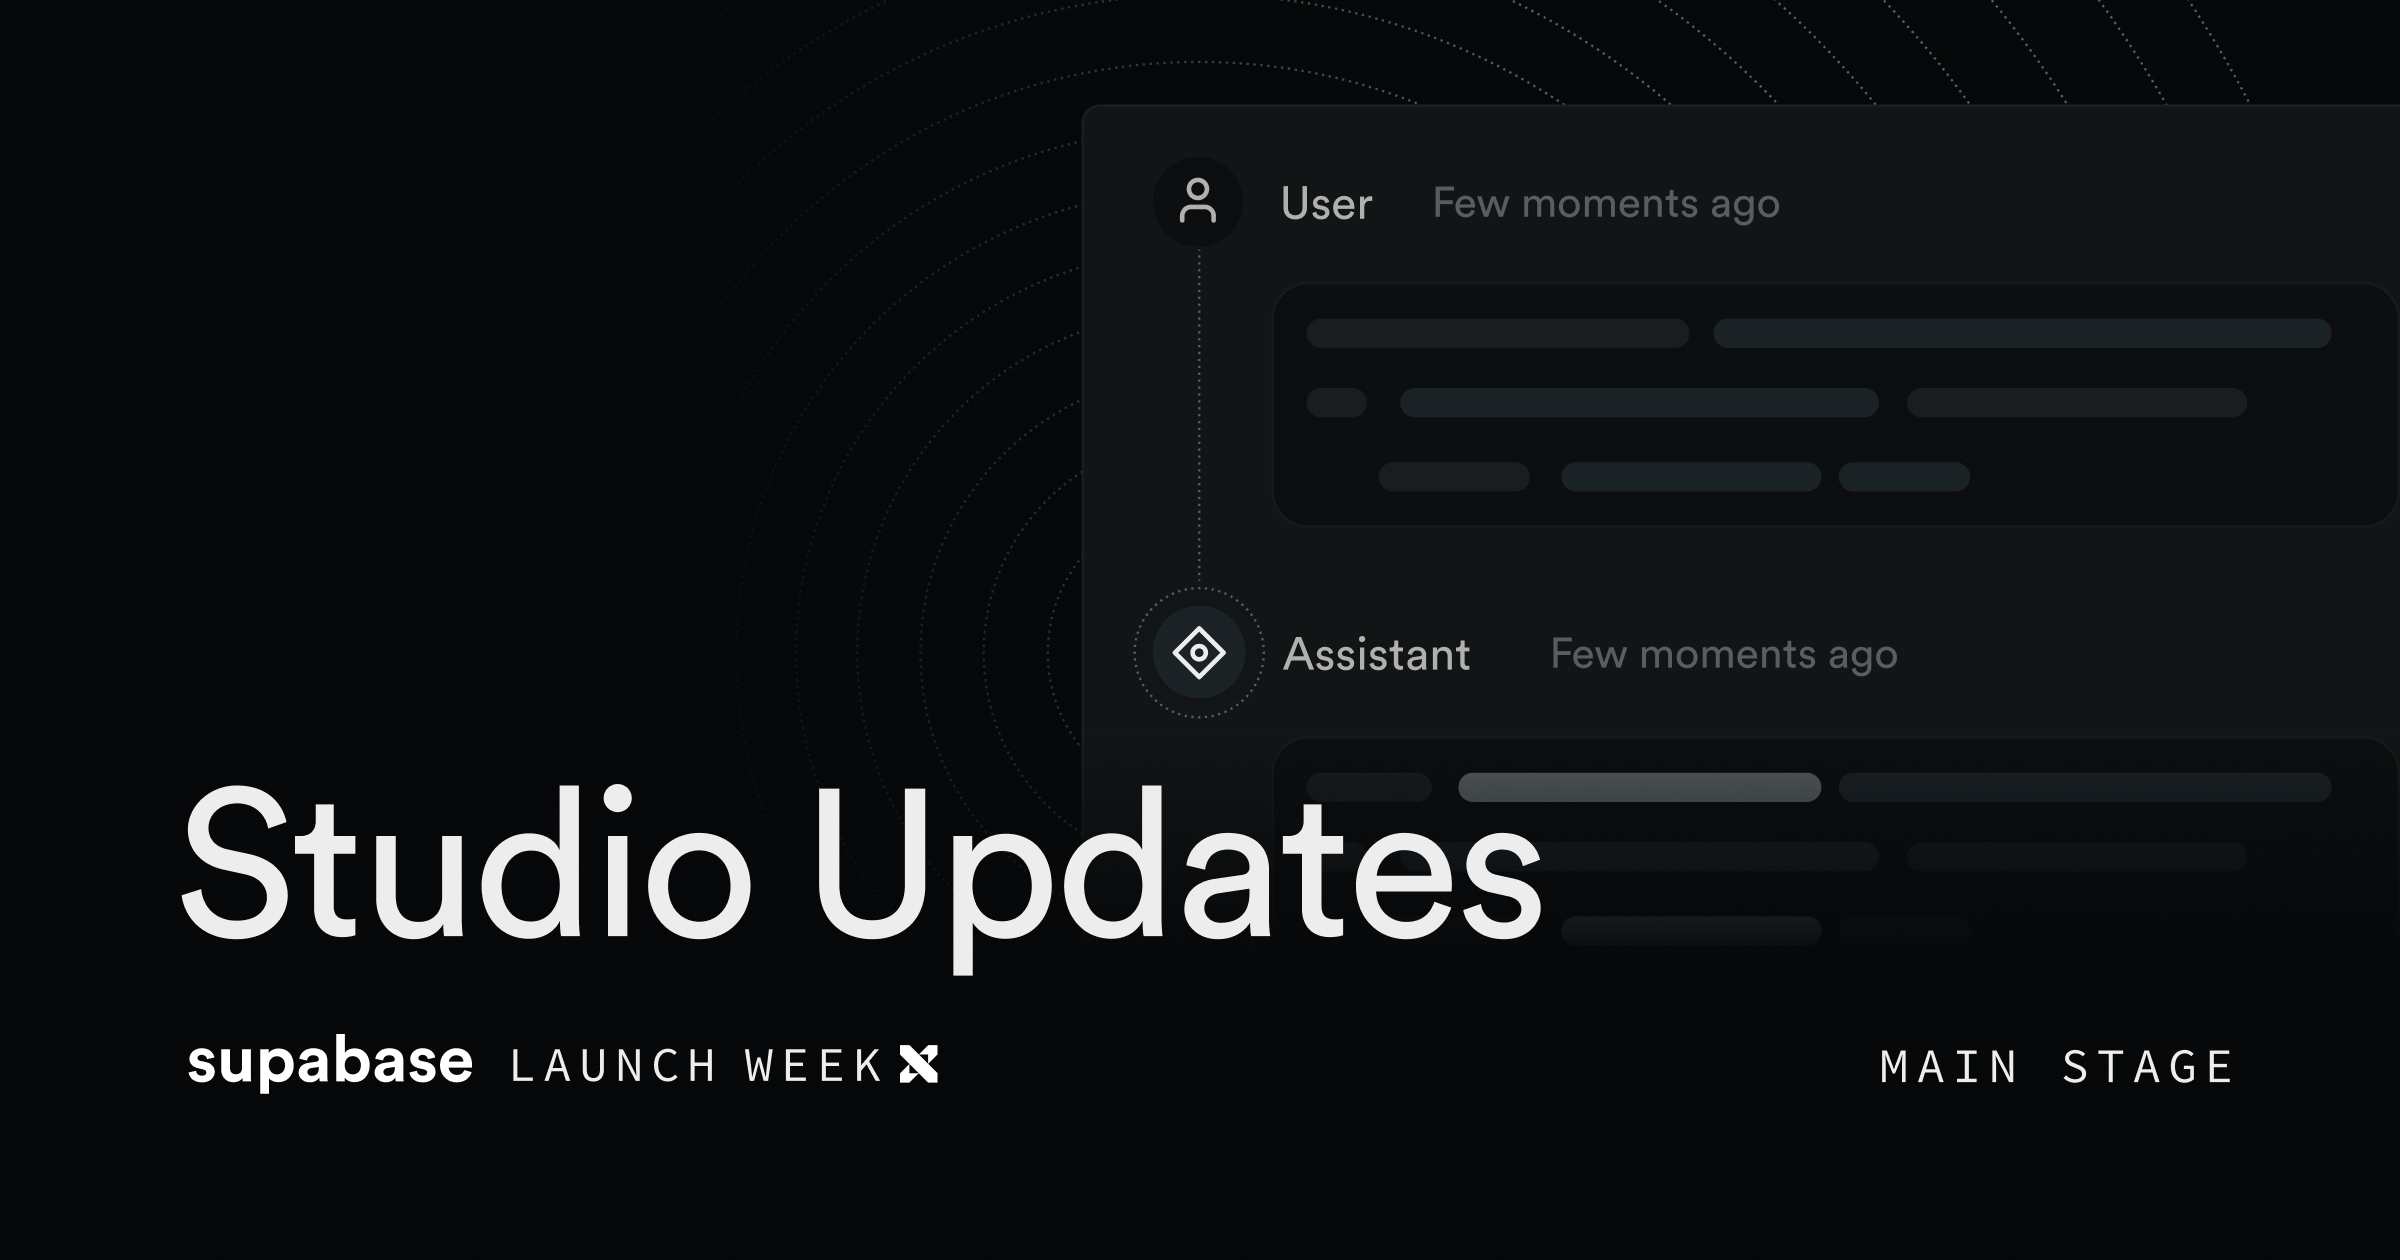 User Few moments ago
Assistant Few moments ago
Studio Updates
supabase LAUNCH WEEK X
MAIN STAGE